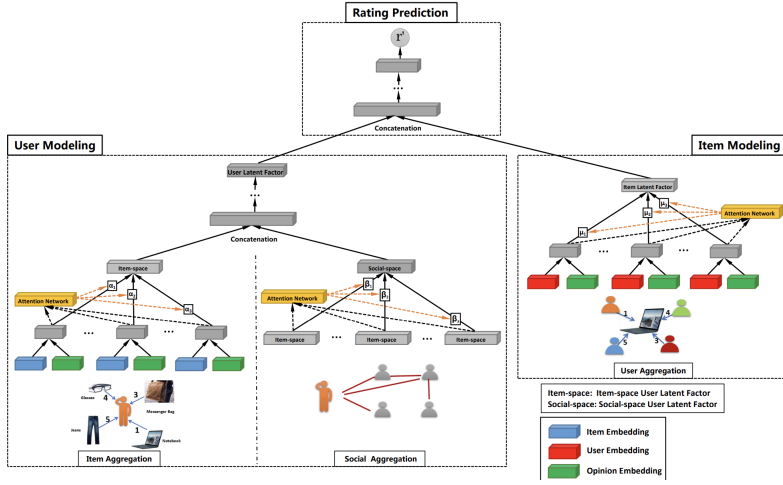 Rating Prediction
r'
...
Concatenation
User Modeling
Item Modeling
User Latent Factor
...
Concatenation
Item Latent Factor
μ1
μ2
μ3
Attention Network
Item-space
Social-space
Attention Network
α1
α2
α3
Attention Network
β1
β2
β3
... ...
... ...
Item-space ... Item-space ... Item-space
Glasses
4
3
Messenger Bag
Jeans
5
1
Notebook
1
4
5
3
User Aggregation
Item Aggregation
Social Aggregation
Item-space: Item-space User Latent Factor
Social-space: Social-space User Latent Factor
Item Embedding
User Embedding
Opinion Embedding